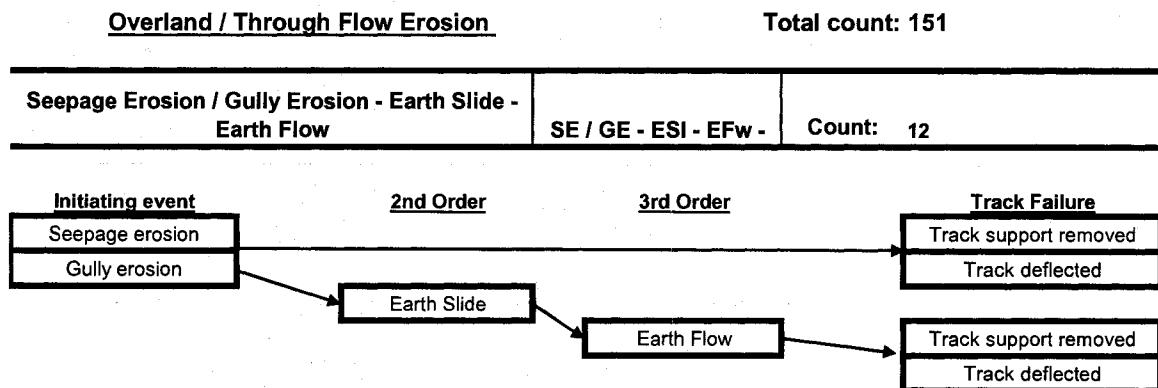 Overland / Through Flow Erosion Total count: 151
Seepage Erosion / Gully Erosion - Earth Slide -
Earth Flow SE / GE - ESl - EFw - Count: 12
Initiating event 2nd Order 3rd Order Track Failure
Seepage erosion Track support removed
Gully erosion Track deflected
Earth Slide
Earth Flow Track support removed
Track deflected